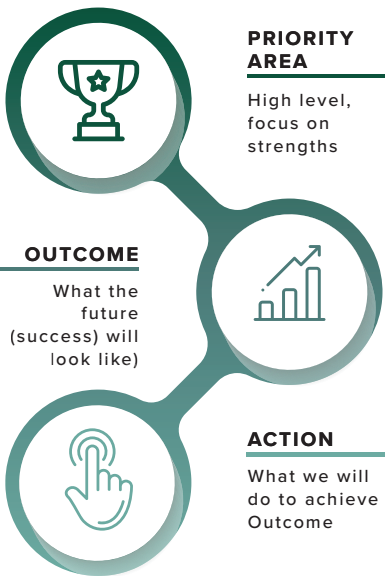 PRIORITY
AREA
High level,
focus on
strengths
OUTCOME
What the
future
(success) will
look like)
ACTION
What we will
do to achieve
Outcome